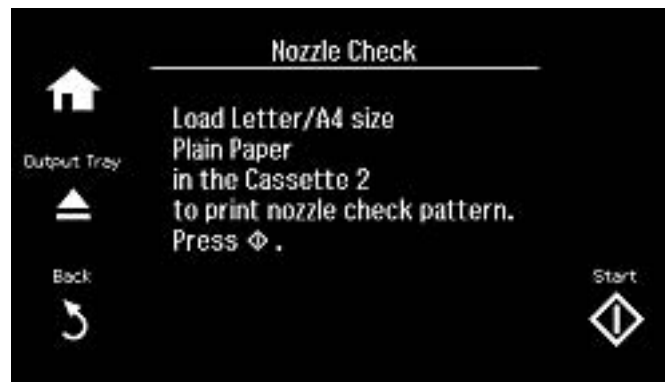 Nozzle Check
Load Letter/A4 size
Plain Paper
in the Cassette 2
to print nozzle check pattern.
Press ⟐ .
Output Tray
Back
Start